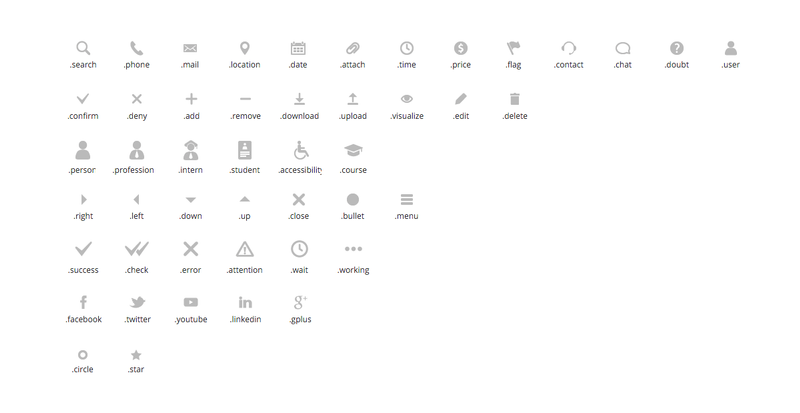 .search .phone .mail .location .date .attach .time .price .flag .contact .chat .doubt .user
.confirm .deny .add .remove .download .upload .visualize .edit .delete
.person .profession .intern .student .accessibility .course
.right .left .down .up .close .bullet .menu
.success .check .error .attention .wait .working
.facebook .twitter .youtube .linkedin .gplus
.circle .star